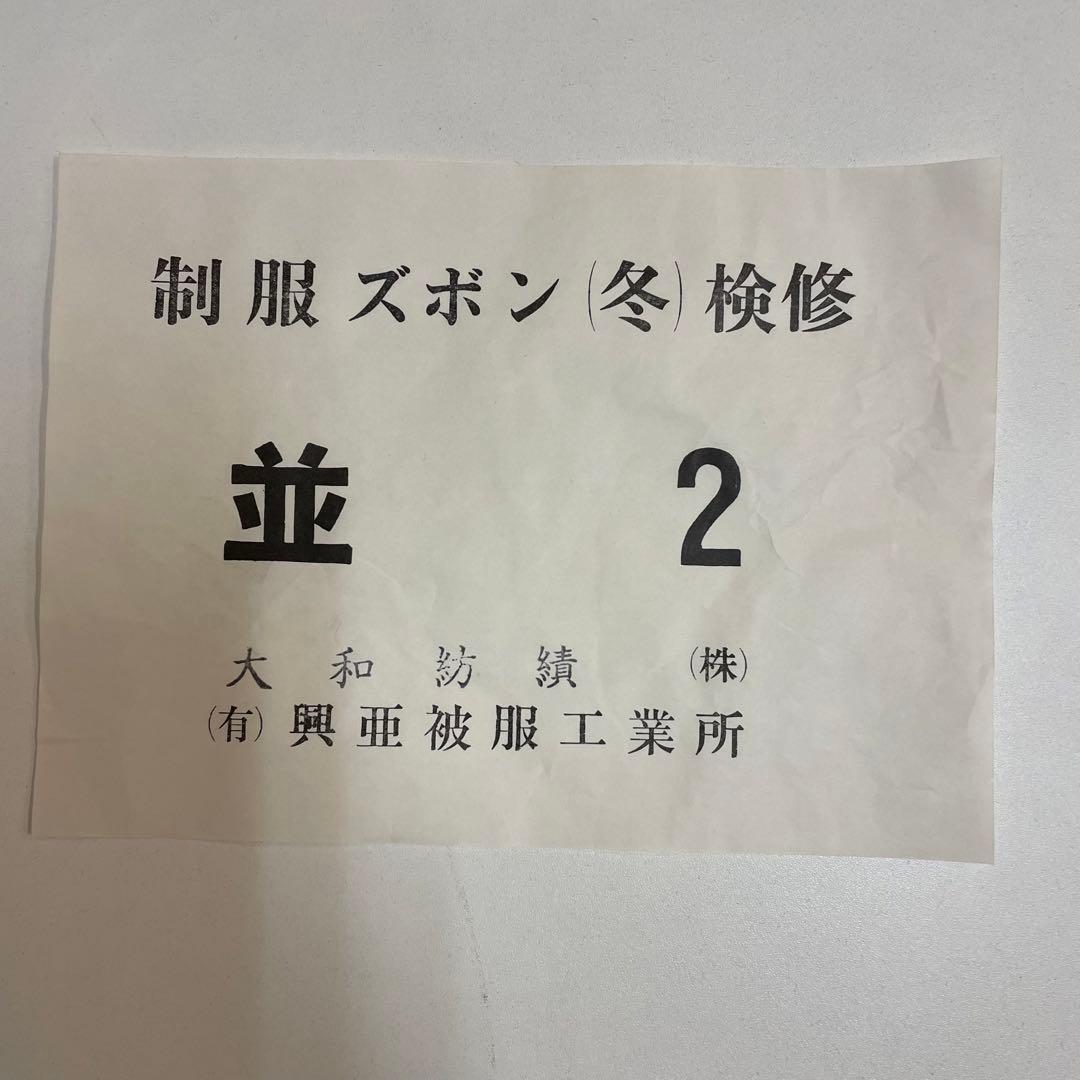 制服ズボン(冬)検修
並 2
大和紡績 (株)
(有)興亜被服工業所